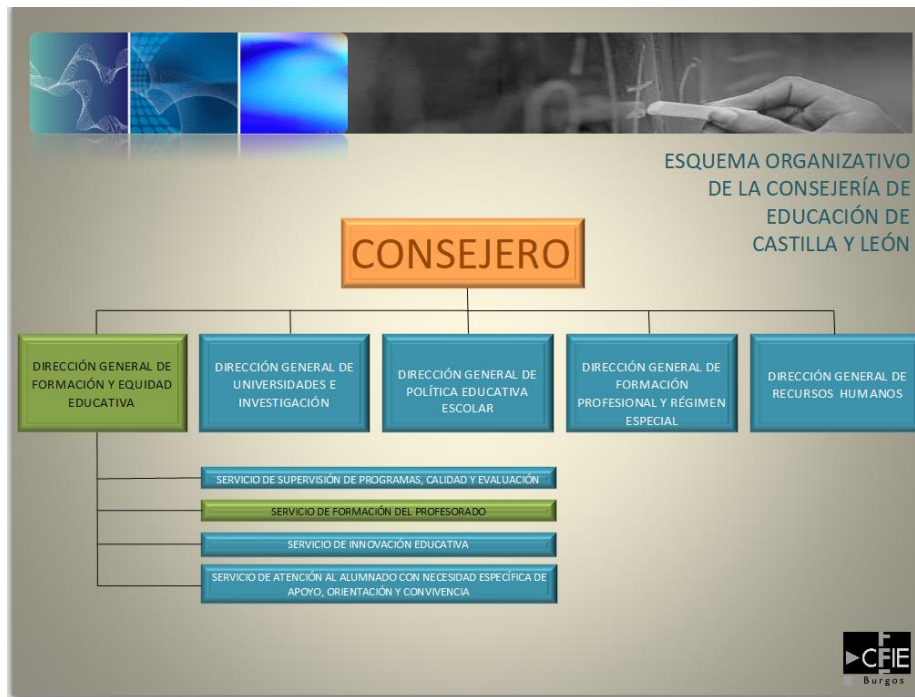 ESQUEMA ORGANIZATIVO
DE LA CONSEJERÍA DE
EDUCACIÓN DE
CASTILLA Y LEÓN
CONSEJERO
DIRECCIÓN GENERAL DE
FORMACIÓN Y EQUIDAD
EDUCATIVA
DIRECCIÓN GENERAL DE
UNIVERSIDADES E
INVESTIGACIÓN
DIRECCIÓN GENERAL DE
POLÍTICA EDUCATIVA
ESCOLAR
DIRECCIÓN GENERAL DE
FORMACIÓN
PROFESIONAL Y RÉGIMEN
ESPECIAL
DIRECCIÓN GENERAL DE
RECURSOS HUMANOS
SERVICIO DE SUPERVISIÓN DE PROGRAMAS, CALIDAD Y EVALUACIÓN
SERVICIO DE FORMACIÓN DEL PROFESORADO
SERVICIO DE INNOVACIÓN EDUCATIVA
SERVICIO DE ATENCIÓN AL ALUMNADO CON NECESIDAD ESPECÍFICA DE
APOYO, ORIENTACIÓN Y CONVIVENCIA
CFIE
Burgos